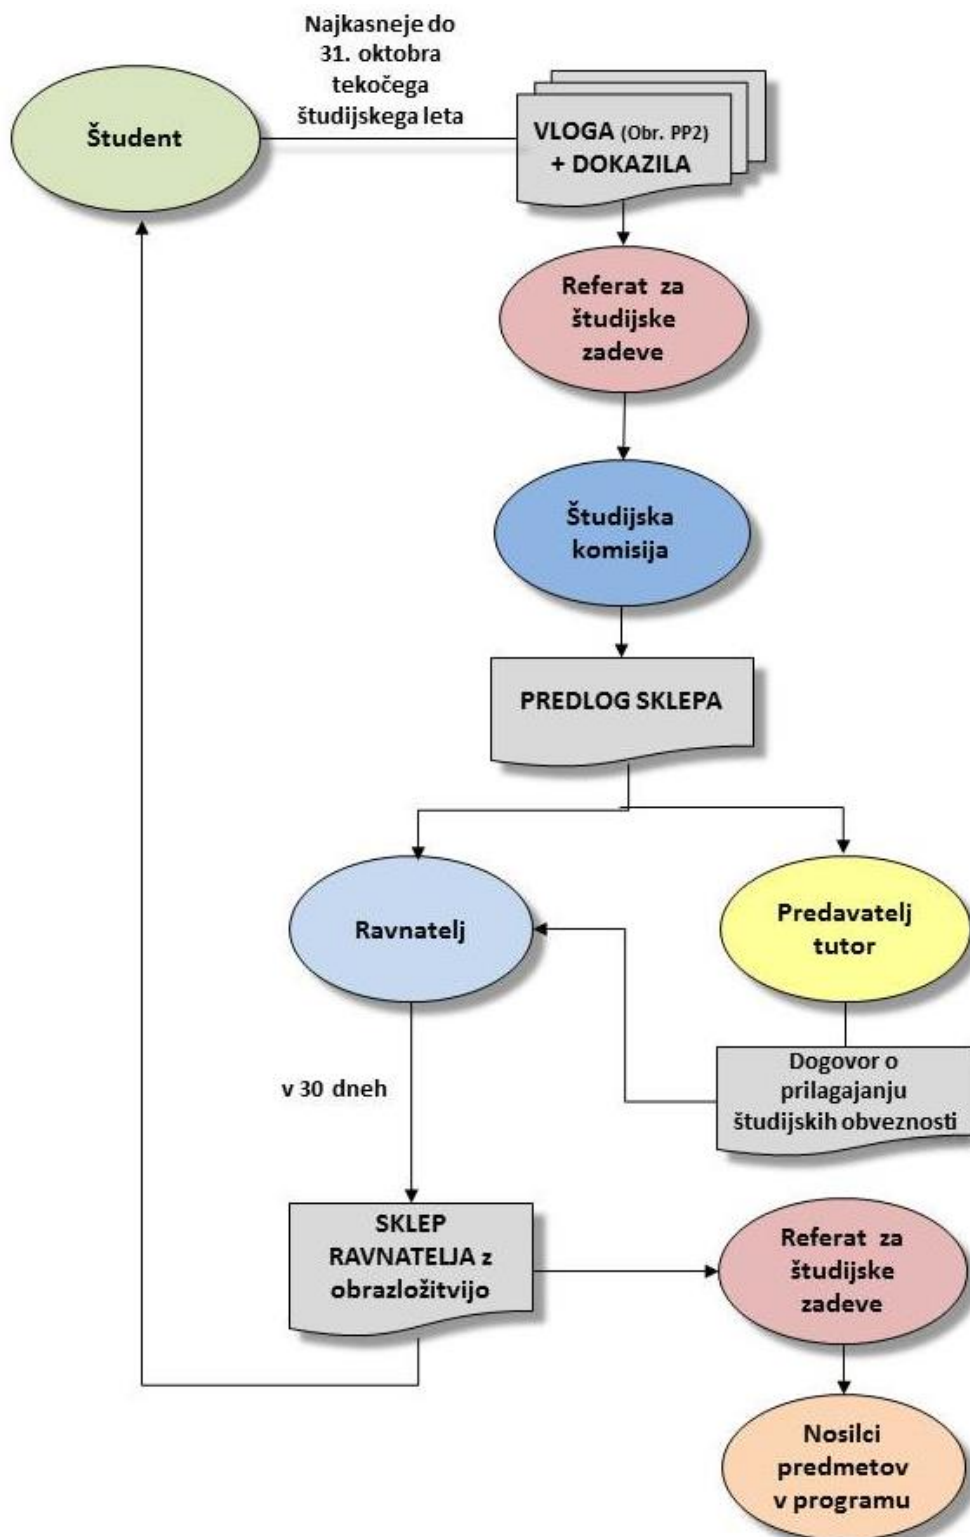 Najkasneje do
31. oktobra
tekočega
študijskega leta
Študent
VLOGA (Obr. PP2)
+ DOKAZILA
Referat za
študijske
zadeve
Študijska
komisija
PREDLOG SKLEPA
Ravnatelj
Predavatelj
tutor
Dogovor o
prilagajanju
študijskih obveznosti
v 30 dneh
SKLEP
RAVNATELJA z
obrazložitvijo
Referat za
študijske
zadeve
Nosilci
predmetov
v programu